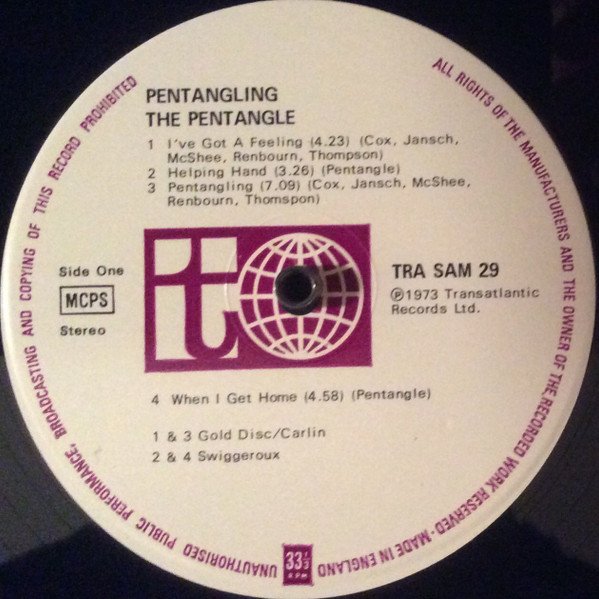 PENTANGLING
THE PENTANGLE
1 I've Got A Feeling (4.23) (Cox, Jansch,
McShee, Renbourn, Thompson)
2 Helping Hand (3.26) (Pentangle)
3 Pentangling (7.09) (Cox, Jansch, McShee,
Renbourn, Thomspon)
Side One
MCPS
Stereo
t
TRA SAM 29
Ⓟ1973 Transatlantic
Records Ltd.
4 When I Get Home (4.58) (Pentangle)
1 & 3 Gold Disc/Carlin
2 & 4 Swiggeroux
ALL RIGHTS OF THE MANUFACTURERS AND THE OWNER OF THE RECORDED WORK RESERVED · MADE IN ENGLAND
33 1/3
R.P.M
UNAUTHORISED PUBLIC PERFORMANCE, BROADCASTING AND COPYING OF THIS RECORD PROHIBITED